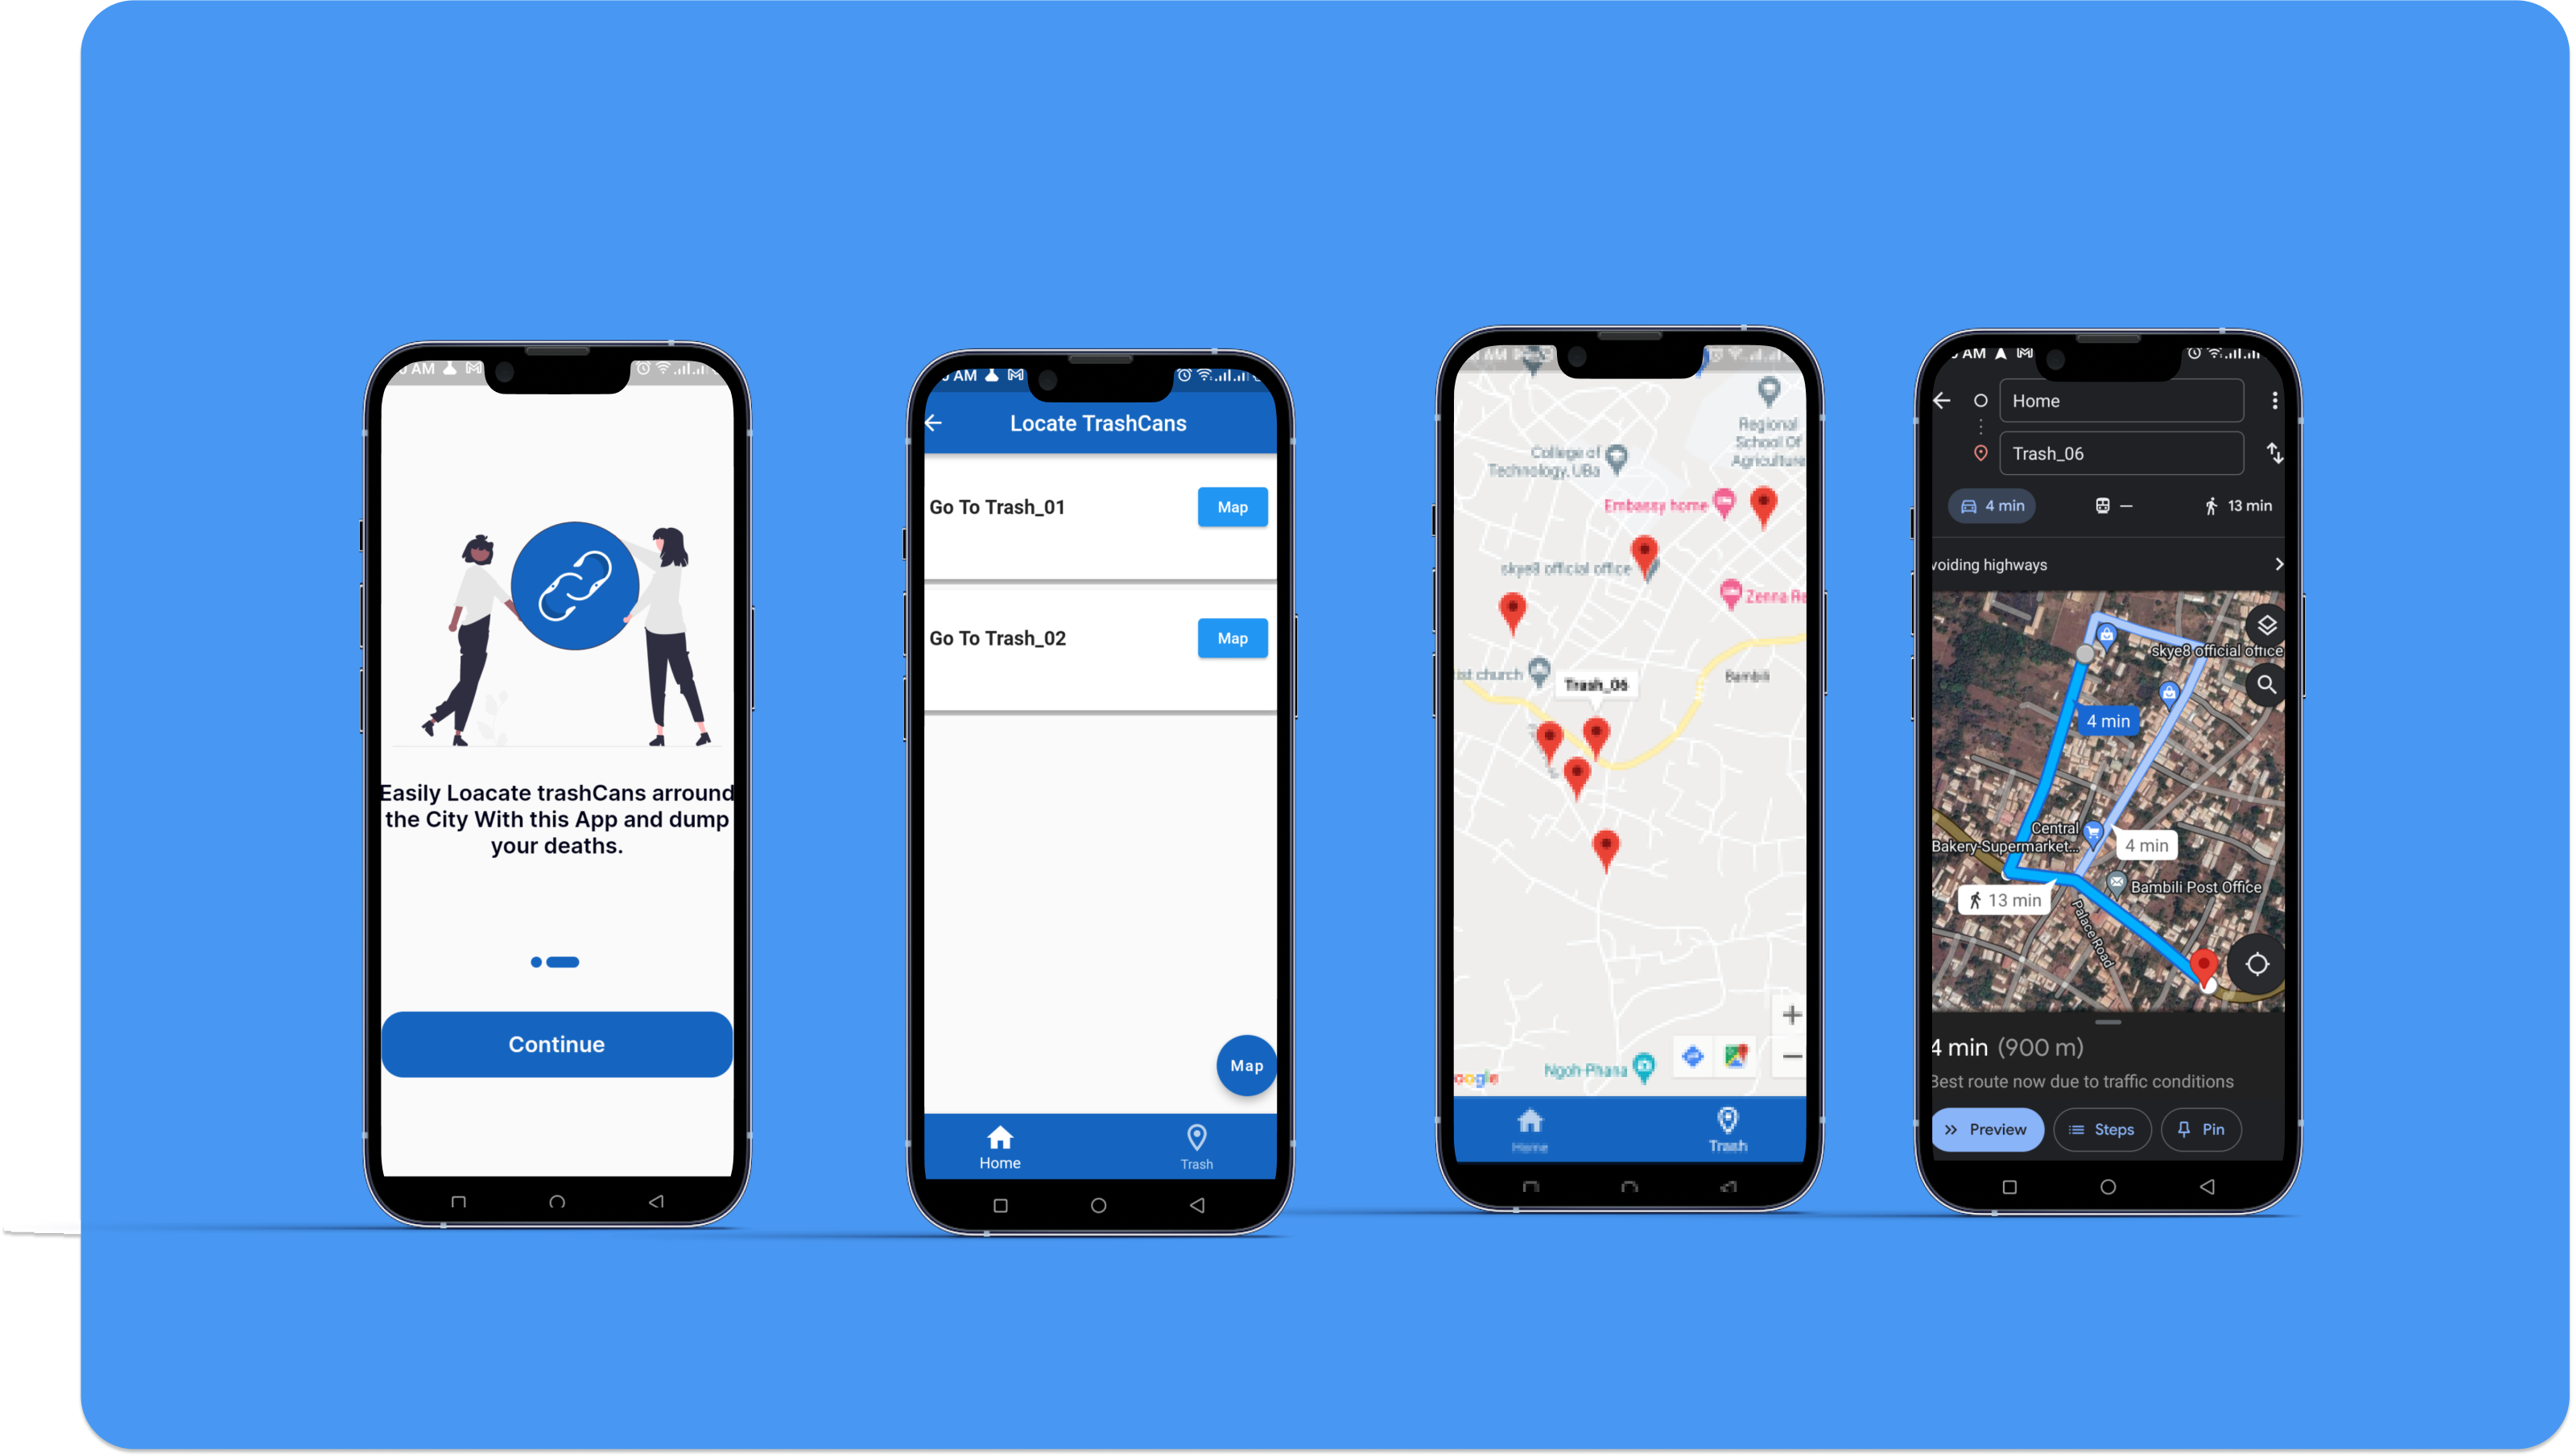 AM
Easily Loacate trashCans arround
the City With this App and dump
your deaths.
Continue
AM
Locate TrashCans
Go To Trash_01
Map
Go To Trash_02
Map
Map
Home
Trash
AM
Regional
School Of
Agriculture
College of
Technology, UBa
Embassy home
skye8 official office
Zenna Re
ist church
Trash_06
Bambili
Ngoh-Phana
oogle
Home
Trash
AM
Home
Trash_06
4 min
—
13 min
voiding highways
skye8 official office
4 min
Central
Bakery-Supermarket...
4 min
Bambili Post Office
13 min
Palace Road
4 min (900 m)
Best route now due to traffic conditions
Preview
Steps
Pin